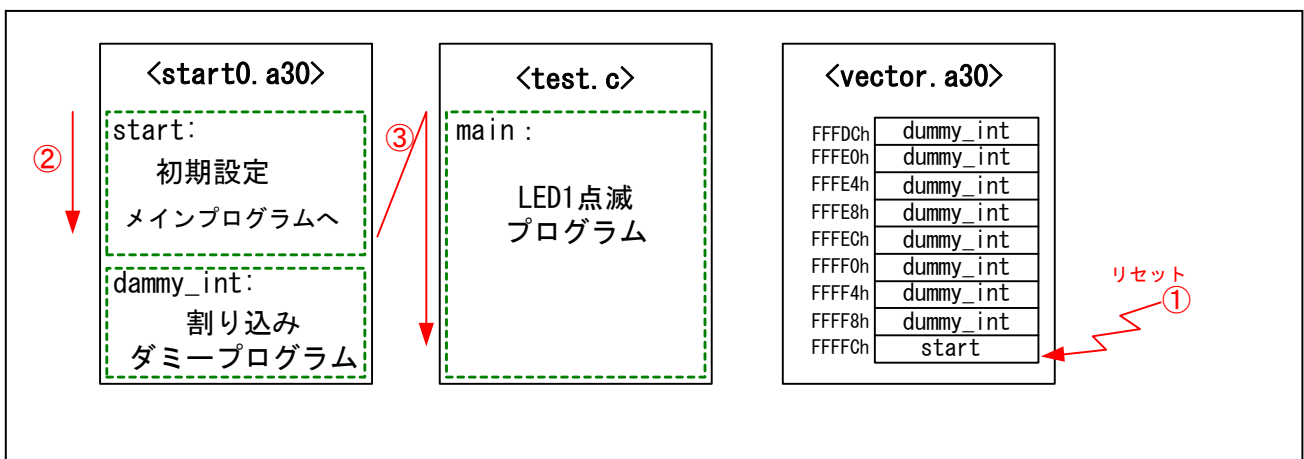 <start0.a30>
start:
初期設定
メインプログラムへ
dammy_int:
割り込み
ダミープログラム
②
<test.c>
③
main：
LED1点滅
プログラム
<vector.a30>
FFFDCh dummy_int
FFFE0h dummy_int
FFFE4h dummy_int
FFFE8h dummy_int
FFFECh dummy_int
FFFF0h dummy_int
FFFF4h dummy_int
FFFF8h dummy_int
FFFFCh start
リセット
①